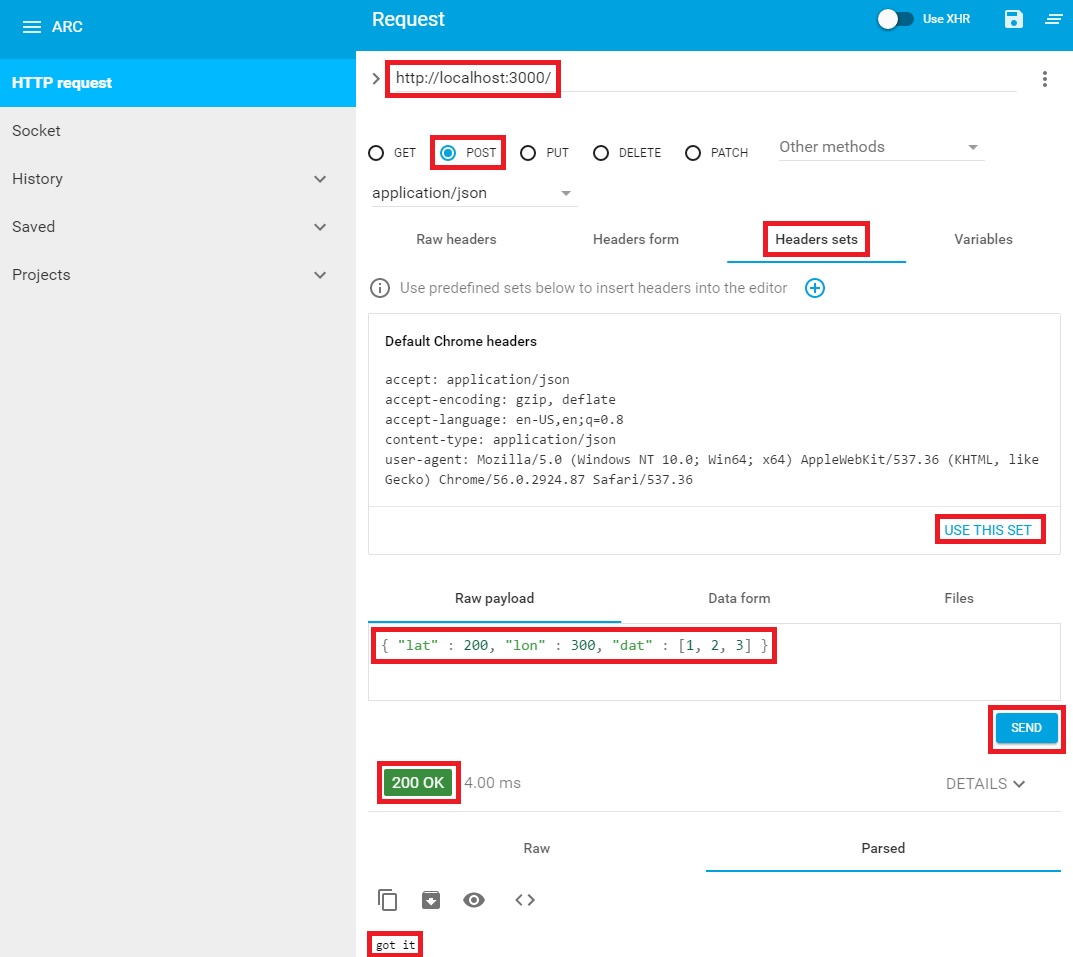 ARC
Request
Use XHR
HTTP request
Socket
History
Saved
Projects
http://localhost:3000/
GET POST PUT DELETE PATCH Other methods
application/json
Raw headers Headers form Headers sets Variables
Use predefined sets below to insert headers into the editor
Default Chrome headers
accept: application/json
accept-encoding: gzip, deflate
accept-language: en-US,en;q=0.8
content-type: application/json
user-agent: Mozilla/5.0 (Windows NT 10.0; Win64; x64) AppleWebKit/537.36 (KHTML, like
Gecko) Chrome/56.0.2924.87 Safari/537.36
USE THIS SET
Raw payload Data form Files
{ "lat" : 200, "lon" : 300, "dat" : [1, 2, 3] }
SEND
200 OK 4.00 ms DETAILS
Raw Parsed
got it